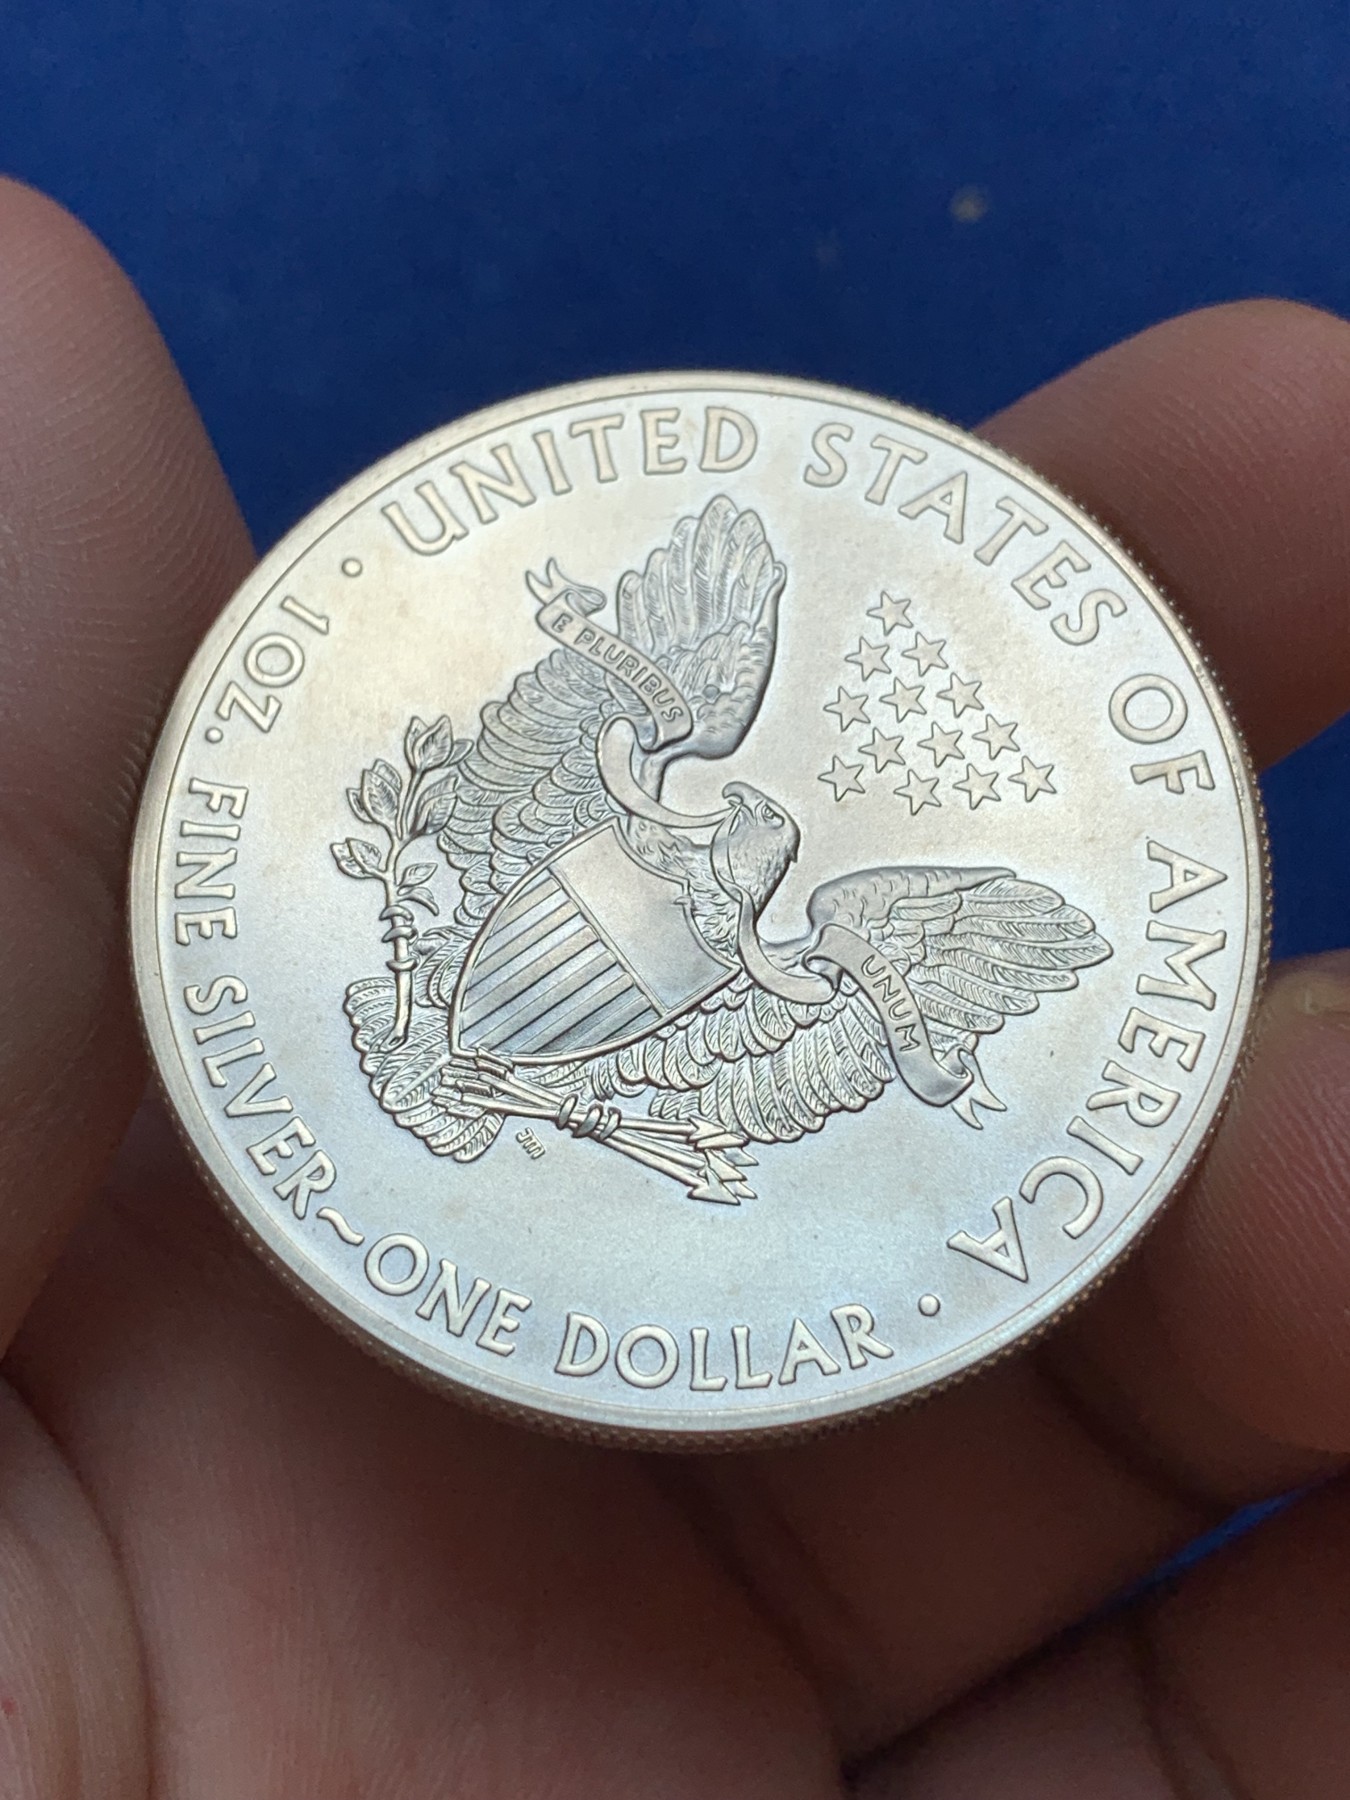 UNITED STATES OF AMERICA
• 1 OZ. FINE SILVER~ONE DOLLAR •
E PLURIBUS
UNUM
JM